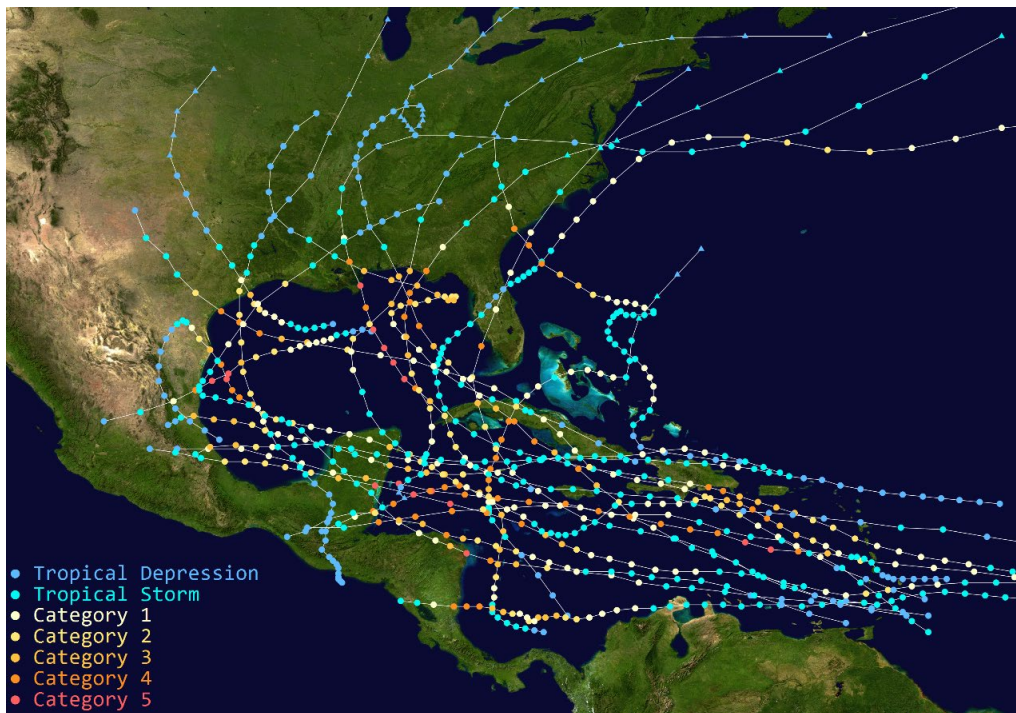 Tropical Depression
Tropical Storm
Category 1
Category 2
Category 3
Category 4
Category 5